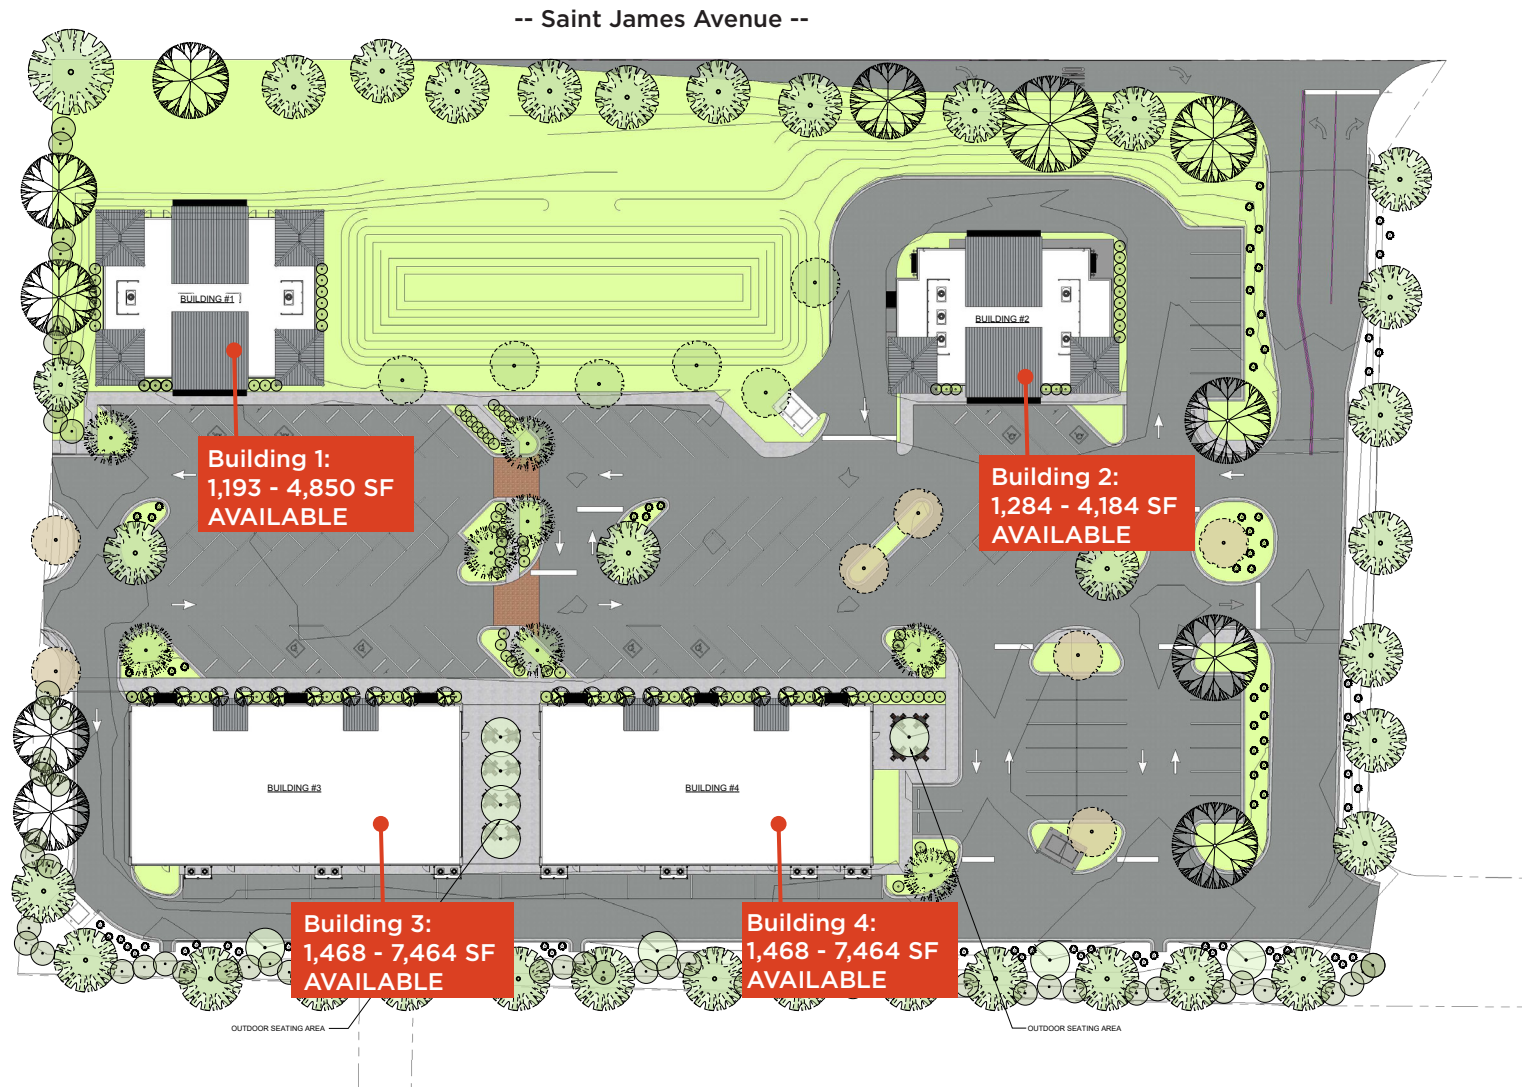 -- Saint James Avenue --
BUILDING #1
BUILDING #2
Building 1:
1,193 - 4,850 SF
AVAILABLE
Building 2:
1,284 - 4,184 SF
AVAILABLE
BUILDING #3
BUILDING #4
Building 3:
1,468 - 7,464 SF
AVAILABLE
Building 4:
1,468 - 7,464 SF
AVAILABLE
OUTDOOR SEATING AREA
OUTDOOR SEATING AREA